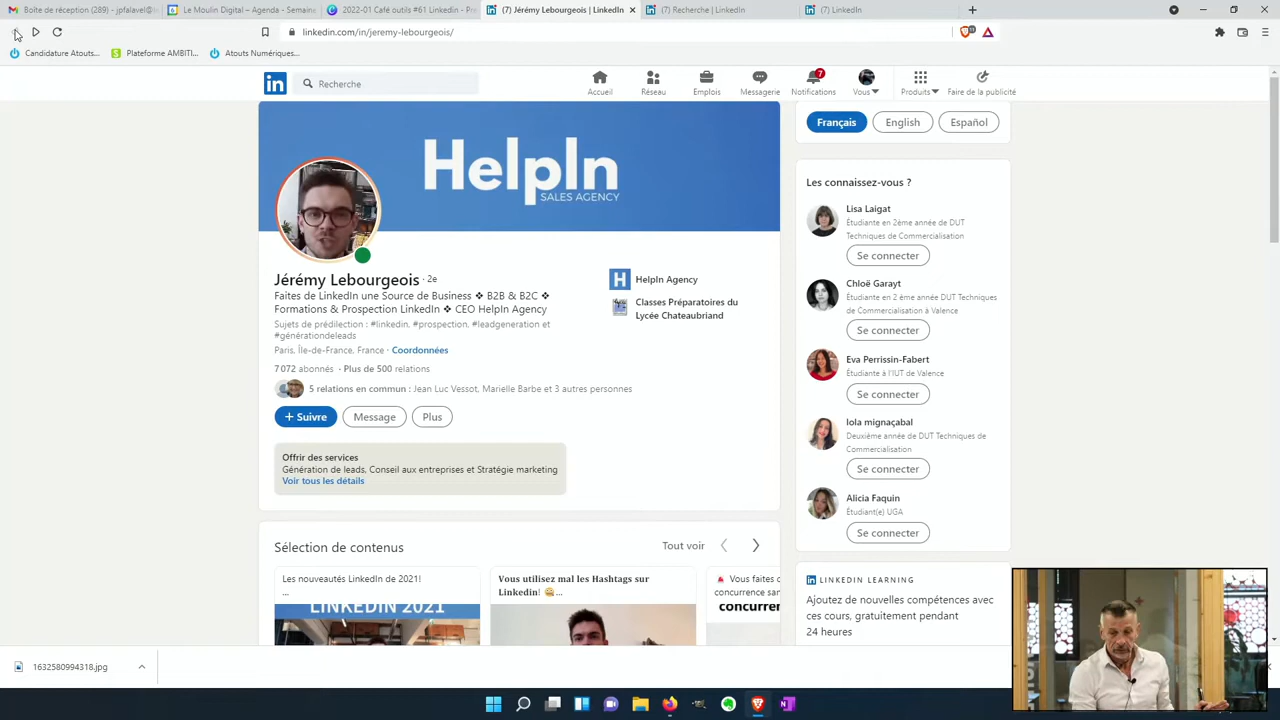 Boîte de réception (289) - jpfalavel@le
Le Moulin Digital – Agenda - Semaine
2022-01 Café outils #61 Linkedin - Pr
(7) Jérémy Lebourgeois | LinkedIn
(7) Recherche | LinkedIn
(7) LinkedIn
linkedin.com/in/jeremy-lebourgeois/
Candidature Atouts...
Plateforme AMBITI...
Atouts Numériques...
Recherche
Accueil
Réseau
Emplois
Messagerie
7
Notifications
Vous
Produits
Faire de la publicité
HelpIn
SALES AGENCY
Jérémy Lebourgeois · 2e
Faites de LinkedIn une Source de Business ❖ B2B & B2C ❖
Formations & Prospection LinkedIn ❖ CEO HelpIn Agency
Sujets de prédilection : #linkedin, #prospection, #leadgeneration et
#générationdeleads
Paris, Île-de-France, France · Coordonnées
7 072 abonnés · Plus de 500 relations
5 relations en commun : Jean Luc Vessot, Marielle Barbe et 3 autres personnes
+ Suivre
Message
Plus
HelpIn Agency
Classes Préparatoires du
Lycée Chateaubriand
Offrir des services
Génération de leads, Conseil aux entreprises et Stratégie marketing
Voir tous les détails
Sélection de contenus
Tout voir
Les nouveautés LinkedIn de 2021!
...
LINKEDIN 2021
Vous utilisez mal les Hashtags sur
Linkedin! 😄...
Vous faites d
concurrence san
concurren
Français
English
Español
Les connaissez-vous ?
Lisa Laigat
Étudiante en 2ème année de DUT
Techniques de Commercialisation
Se connecter
Chloë Garayt
Étudiante en 2 ème année DUT Techniques
de Commercialisation à Valence
Se connecter
Eva Perrissin-Fabert
Étudiante à l'IUT de Valence
Se connecter
lola mignaçabal
Deuxième année de DUT Techniques de
Commercialisation
Se connecter
Alicia Faquin
Étudiant(e) UGA
Se connecter
LINKEDIN LEARNING
Ajoutez de nouvelles compétences avec
ces cours, gratuitement pendant
24 heures
1632580994318.jpg